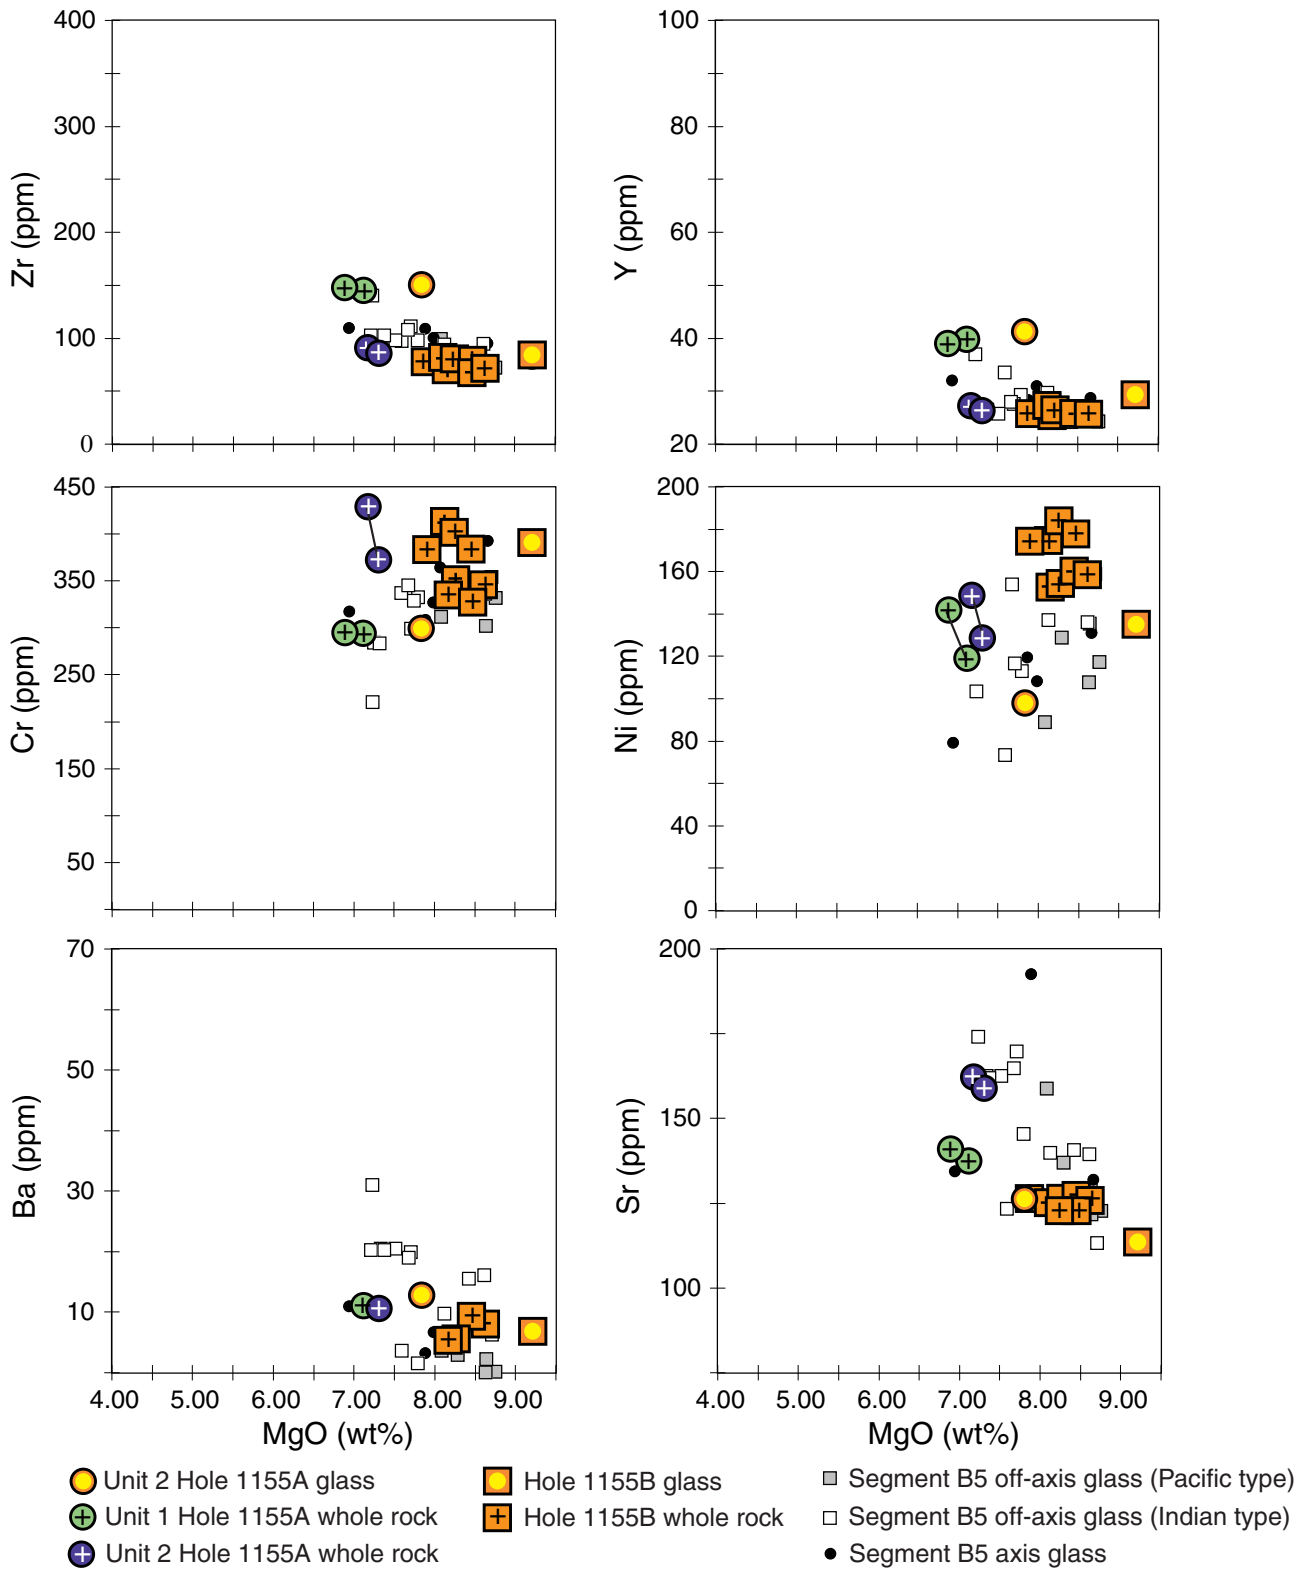 400
300
200
100
0
Zr (ppm)
100
80
60
40
20
Y (ppm)
450
350
250
150
50
Cr (ppm)
200
160
120
80
40
0
Ni (ppm)
70
50
30
10
Ba (ppm)
4.00 5.00 6.00 7.00 8.00 9.00
MgO (wt%)
200
150
100
Sr (ppm)
4.00 5.00 6.00 7.00 8.00 9.00
MgO (wt%)
Unit 2 Hole 1155A glass
Unit 1 Hole 1155A whole rock
Unit 2 Hole 1155A whole rock
Hole 1155B glass
Hole 1155B whole rock
Segment B5 off-axis glass (Pacific type)
Segment B5 off-axis glass (Indian type)
Segment B5 axis glass